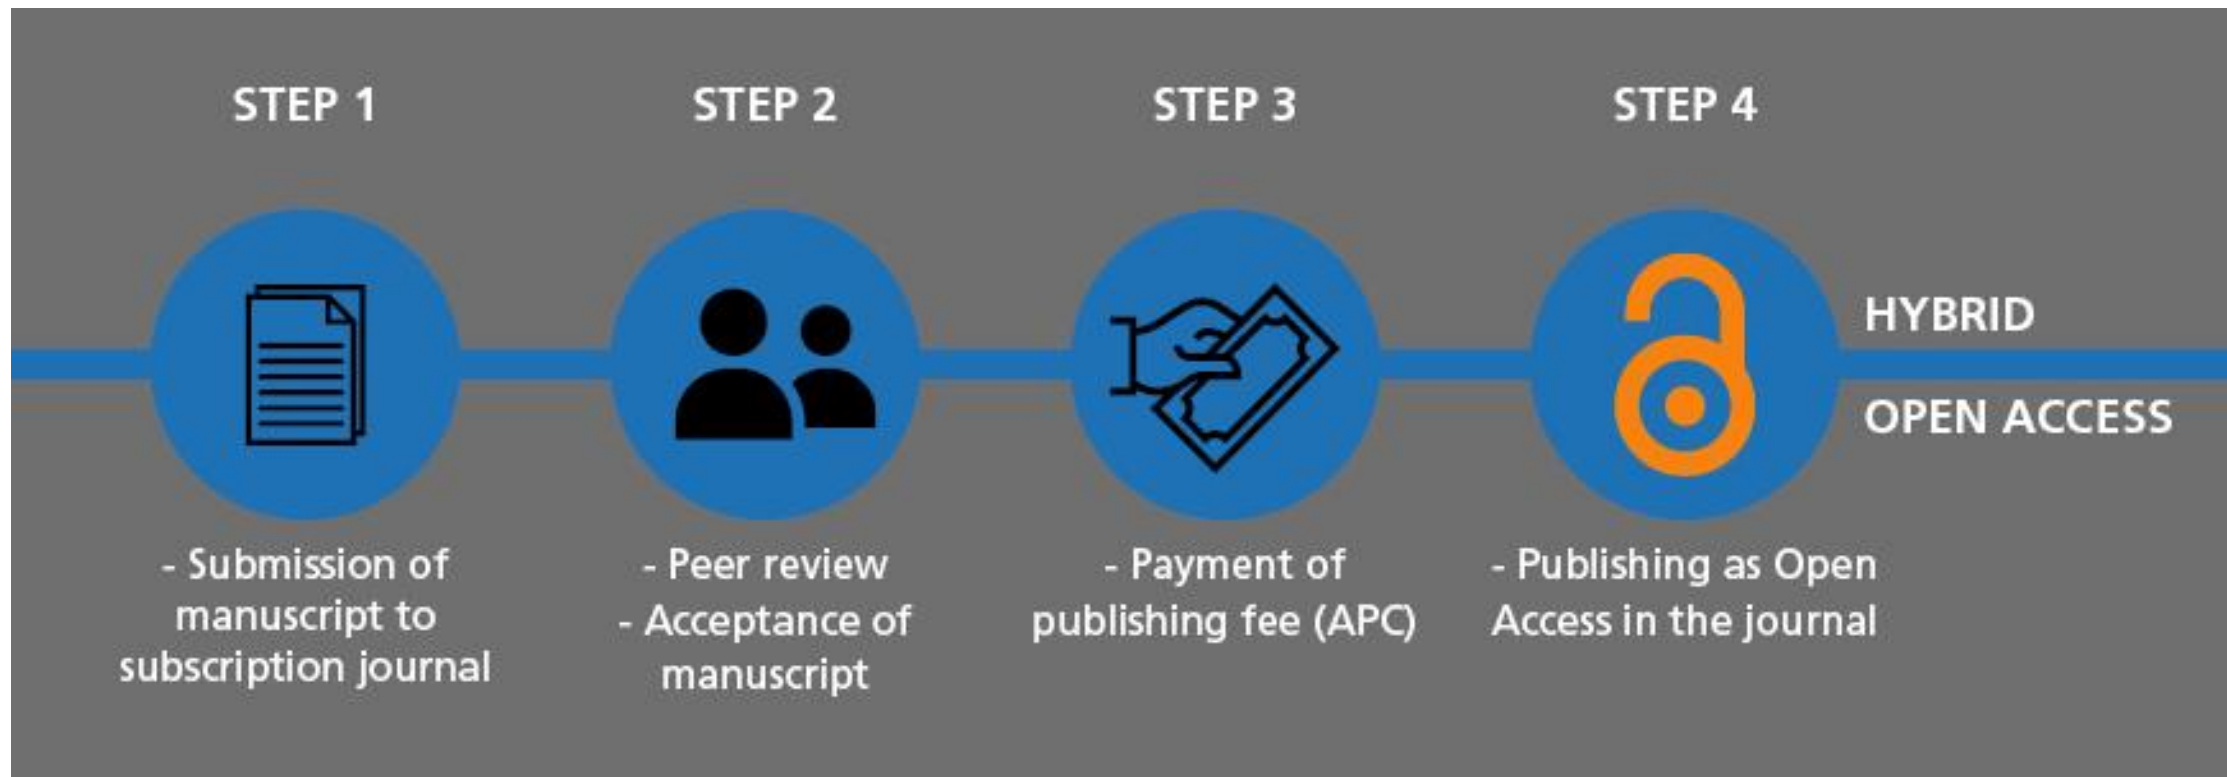 STEP 1
STEP 2
STEP 3
STEP 4
HYBRID
OPEN ACCESS
- Submission of
manuscript to
subscription journal
- Peer review
- Acceptance of
manuscript
- Payment of
publishing fee (APC)
- Publishing as Open
Access in the journal